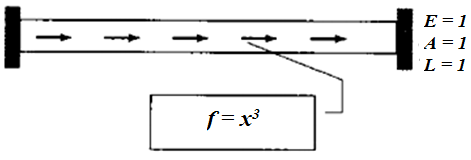 E = 1
A = 1
L = 1
f = x³